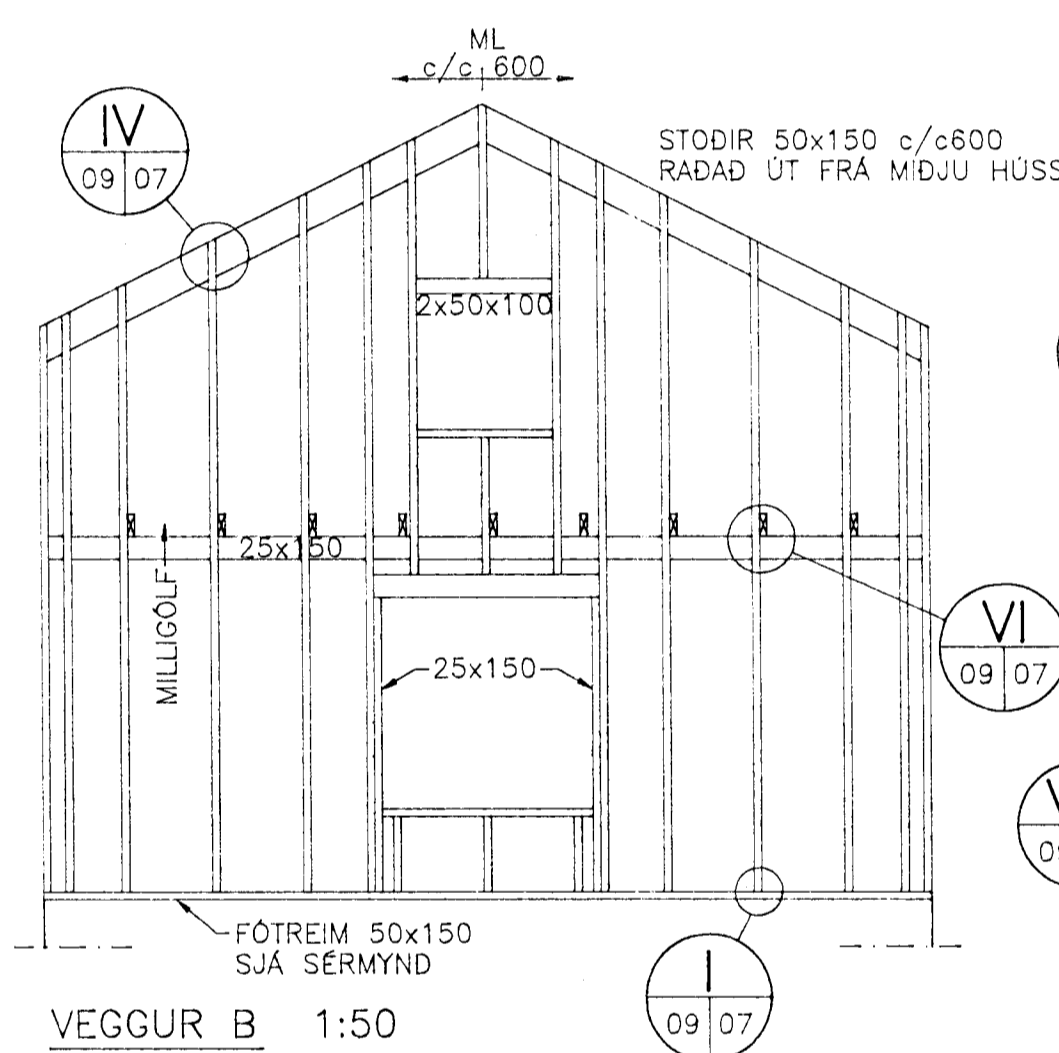 ML
c/c 600
IV
09 07
STOÐIR 50x150 c/c600
RAÐAÐ ÚT FRÁ MIÐJU HÚSS
2x50x100
25x150
MILLIGÓLF
VI
09 07
25x150
FÓTREIM 50x150
SJÁ SÉRMYND
I
09 07
VEGGUR B 1:50